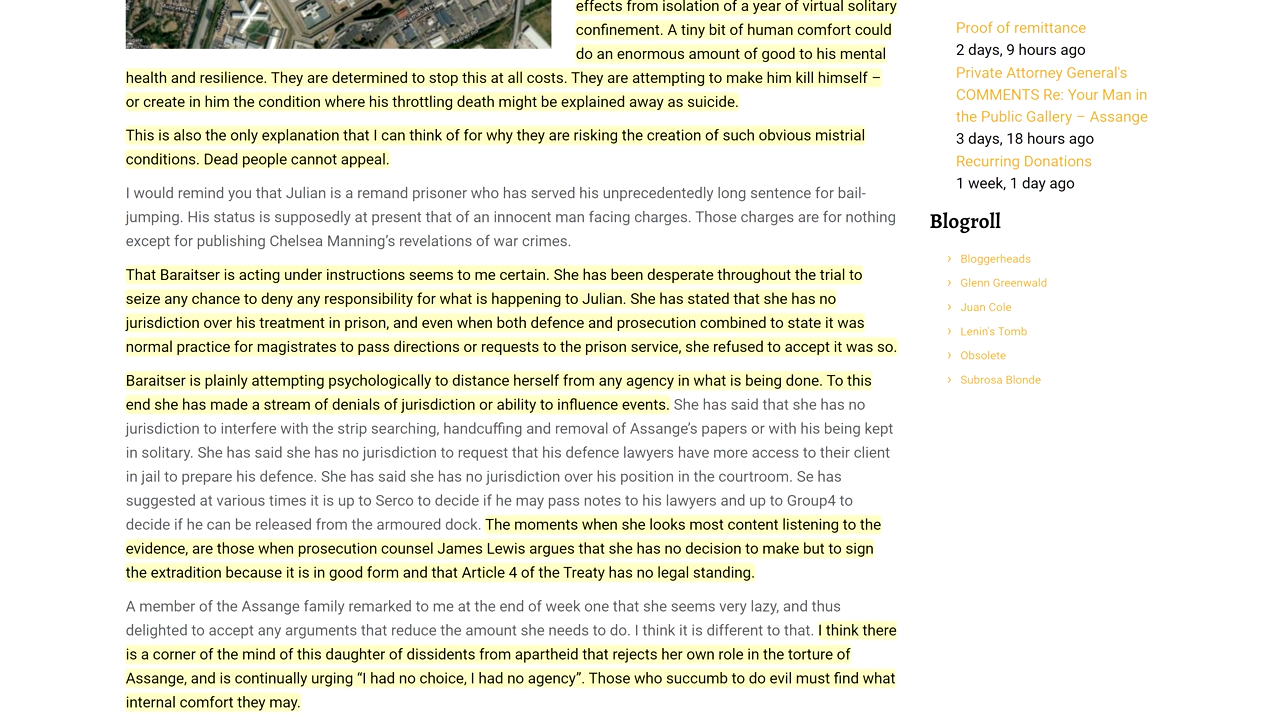 effects from isolation of a year of virtual solitary
confinement. A tiny bit of human comfort could
do an enormous amount of good to his mental
health and resilience. They are determined to stop this at all costs. They are attempting to make him kill himself –
or create in him the condition where his throttling death might be explained away as suicide.
This is also the only explanation that I can think of for why they are risking the creation of such obvious mistrial
conditions. Dead people cannot appeal.
I would remind you that Julian is a remand prisoner who has served his unprecedentedly long sentence for bail-
jumping. His status is supposedly at present that of an innocent man facing charges. Those charges are for nothing
except for publishing Chelsea Manning’s revelations of war crimes.
That Baraitser is acting under instructions seems to me certain. She has been desperate throughout the trial to
seize any chance to deny any responsibility for what is happening to Julian. She has stated that she has no
jurisdiction over his treatment in prison, and even when both defence and prosecution combined to state it was
normal practice for magistrates to pass directions or requests to the prison service, she refused to accept it was so.
Baraitser is plainly attempting psychologically to distance herself from any agency in what is being done. To this
end she has made a stream of denials of jurisdiction or ability to influence events. She has said that she has no
jurisdiction to interfere with the strip searching, handcuffing and removal of Assange’s papers or with his being kept
in solitary. She has said she has no jurisdiction to request that his defence lawyers have more access to their client
in jail to prepare his defence. She has said she has no jurisdiction over his position in the courtroom. Se has
suggested at various times it is up to Serco to decide if he may pass notes to his lawyers and up to Group4 to
decide if he can be released from the armoured dock. The moments when she looks most content listening to the
evidence, are those when prosecution counsel James Lewis argues that she has no decision to make but to sign
the extradition because it is in good form and that Article 4 of the Treaty has no legal standing.
A member of the Assange family remarked to me at the end of week one that she seems very lazy, and thus
delighted to accept any arguments that reduce the amount she needs to do. I think it is different to that. I think there
is a corner of the mind of this daughter of dissidents from apartheid that rejects her own role in the torture of
Assange, and is continually urging “I had no choice, I had no agency”. Those who succumb to do evil must find what
internal comfort they may.
Proof of remittance
2 days, 9 hours ago
Private Attorney General's
COMMENTS Re: Your Man in
the Public Gallery – Assange
3 days, 18 hours ago
Recurring Donations
1 week, 1 day ago
Blogroll
› Bloggerheads
› Glenn Greenwald
› Juan Cole
› Lenin's Tomb
› Obsolete
› Subrosa Blonde